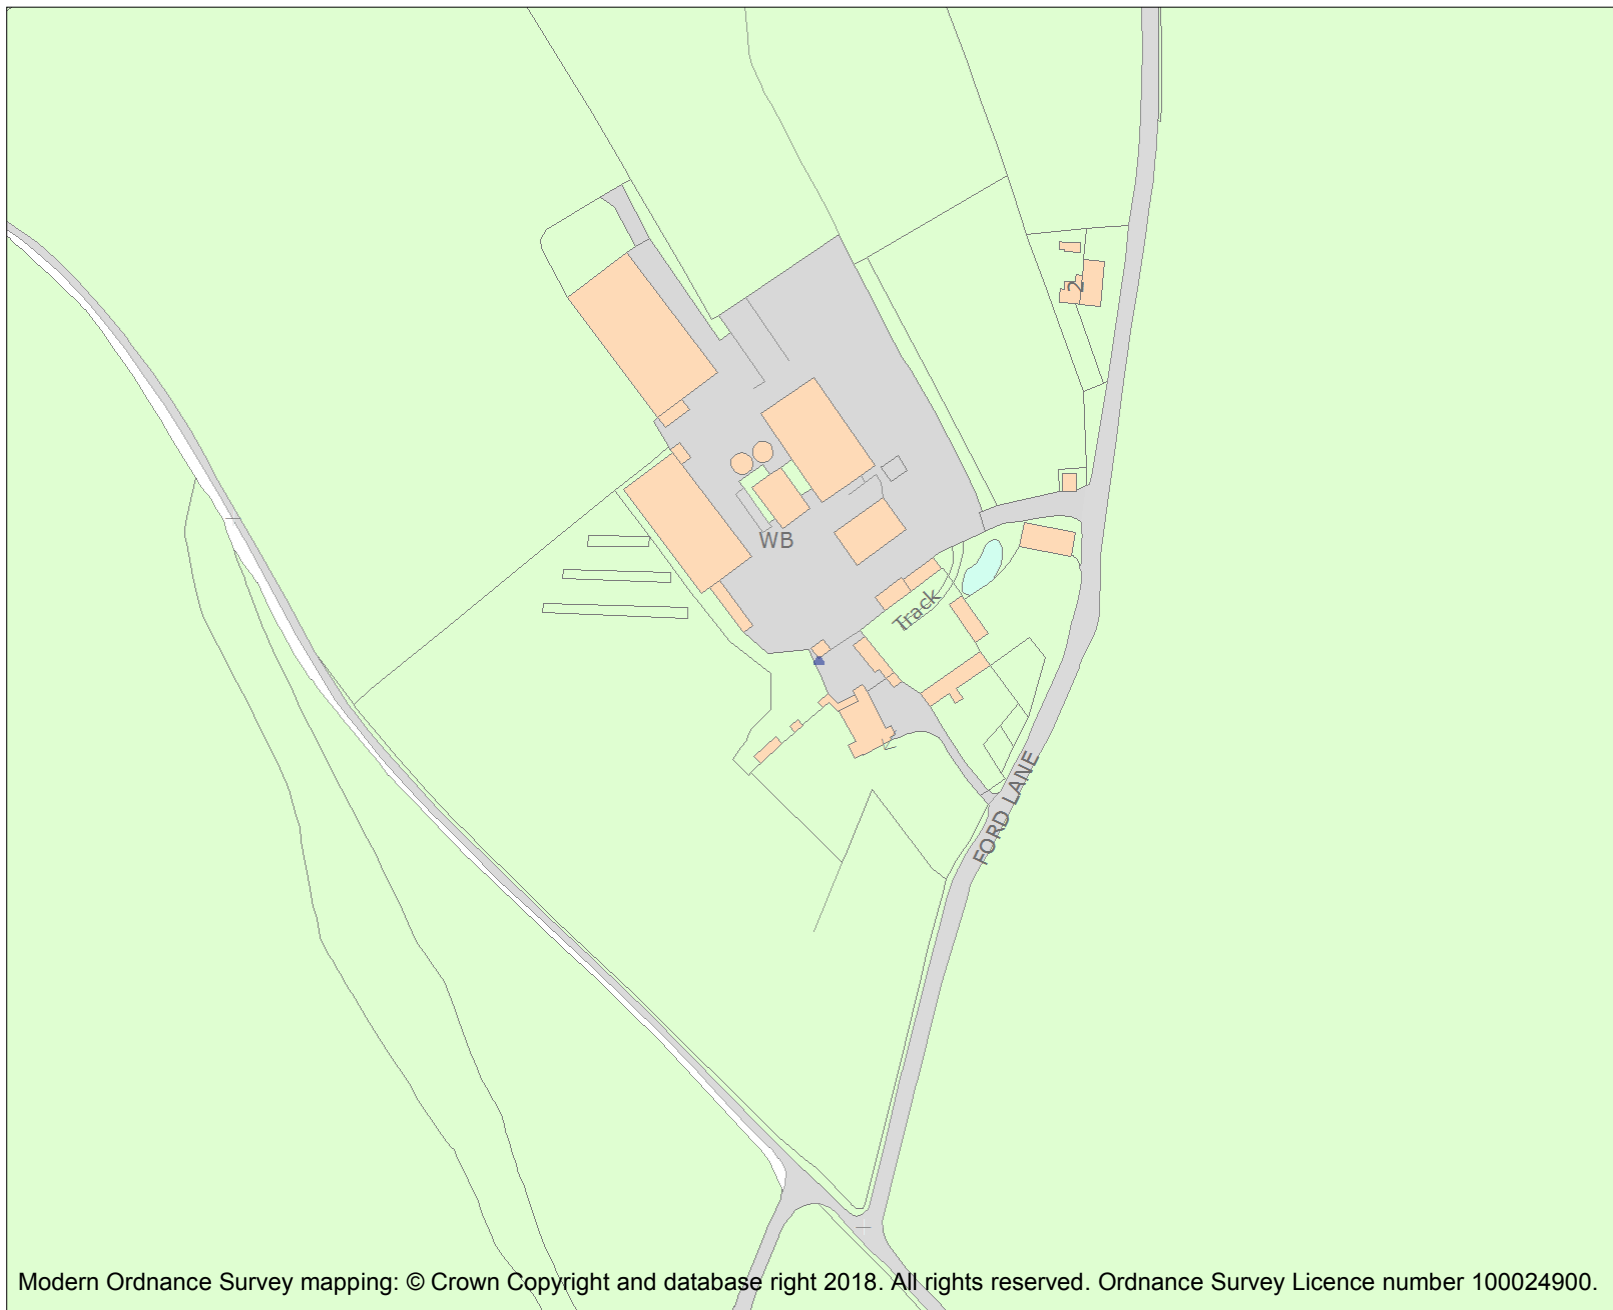 2
WB
Track
FORD LANE
Modern Ordnance Survey mapping: © Crown Copyright and database right 2018. All rights reserved. Ordnance Survey Licence number 100024900.